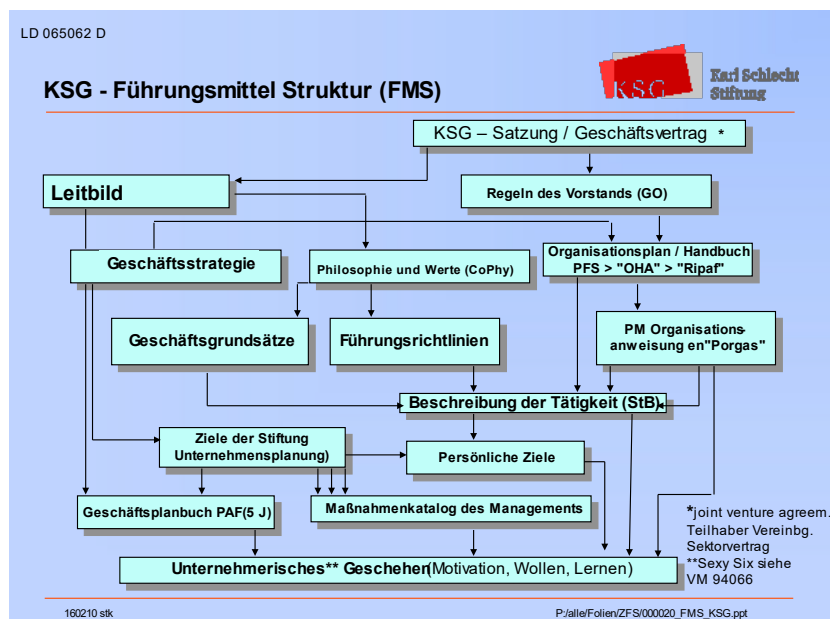 LD 065062 D
KSG - Führungsmittel Struktur (FMS)
KSG
Karl Schlecht
Stiftung
KSG – Satzung / Geschäftsvertrag *
Leitbild
Regeln des Vorstands (GO)
Geschäftsstrategie
Philosophie und Werte (CoPhy)
Organisationsplan / Handbuch
PFS > "OHA" > "Ripaf"
Geschäftsgrundsätze
Führungsrichtlinien
PM Organisations-
anweisung en"Porgas"
Beschreibung der Tätigkeit (StB)
Ziele der Stiftung
Unternehmensplanung)
Persönliche Ziele
Geschäftsplanbuch PAF(5 J)
Maßnahmenkatalog des Managements
*joint venture agreem.
Teilhaber Vereinbg.
Sektorvertrag
**Sexy Six siehe
VM 94066
Unternehmerisches** Geschehen(Motivation, Wollen, Lernen)
160210 stk
P:/alle/Folien/ZFS/000020_FMS_KSG.ppt